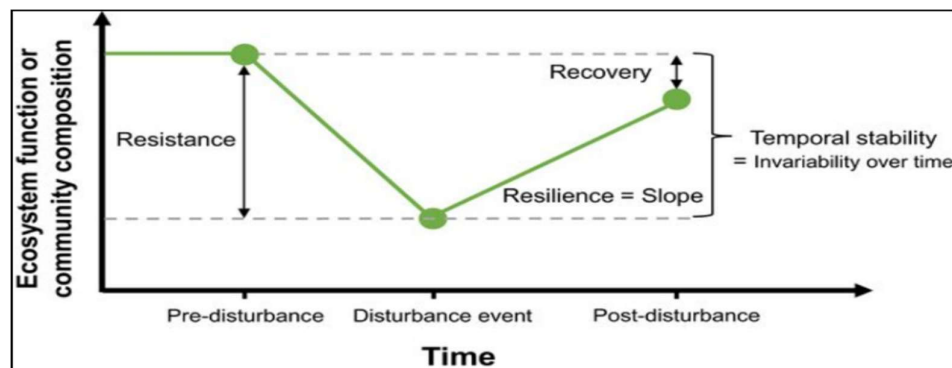 Ecosystem function or
community composition
Resistance
Recovery
Temporal stability
= Invariability over time
Resilience = Slope
Pre-disturbance
Disturbance event
Post-disturbance
Time